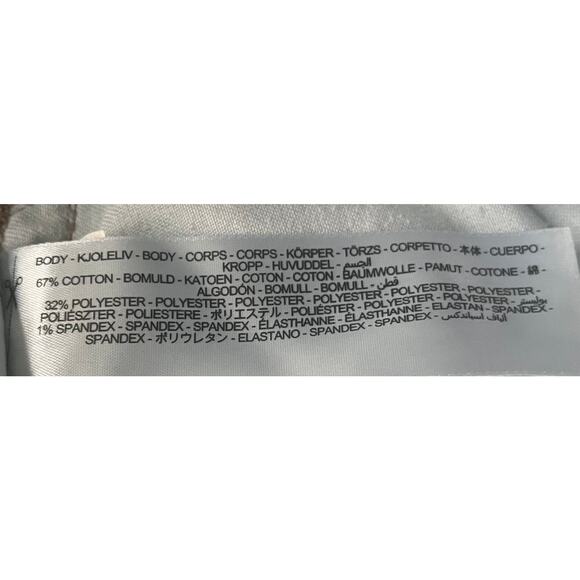 BODY - KJOLELIV - BODY - CORPS - CORPS - KÖRPER - TÖRZS - CORPETTO - 本体 - CUERPO -
KROPP - HUVUDDEL - الجسم
67% COTTON - BOMULD - KATOEN - COTON - COTON - BAUMWOLLE - PAMUT - COTONE - 綿 -
ALGODÓN - BOMULL - BOMULL - قطن
32% POLYESTER - POLYESTER - POLYESTER - POLYESTER - POLYESTER - POLYESTER -
POLIÉSZTER - POLIESTERE - ポリエステル - POLIÉSTER - POLYESTER - POLYESTER - بوليستر
1% SPANDEX - SPANDEX - SPANDEX - ÉLASTHANNE - ÉLASTHANNE - ELASTAN - SPANDEX -
SPANDEX - ポリウレタン - ELASTANO - SPANDEX - SPANDEX - ألياف اسباندكس